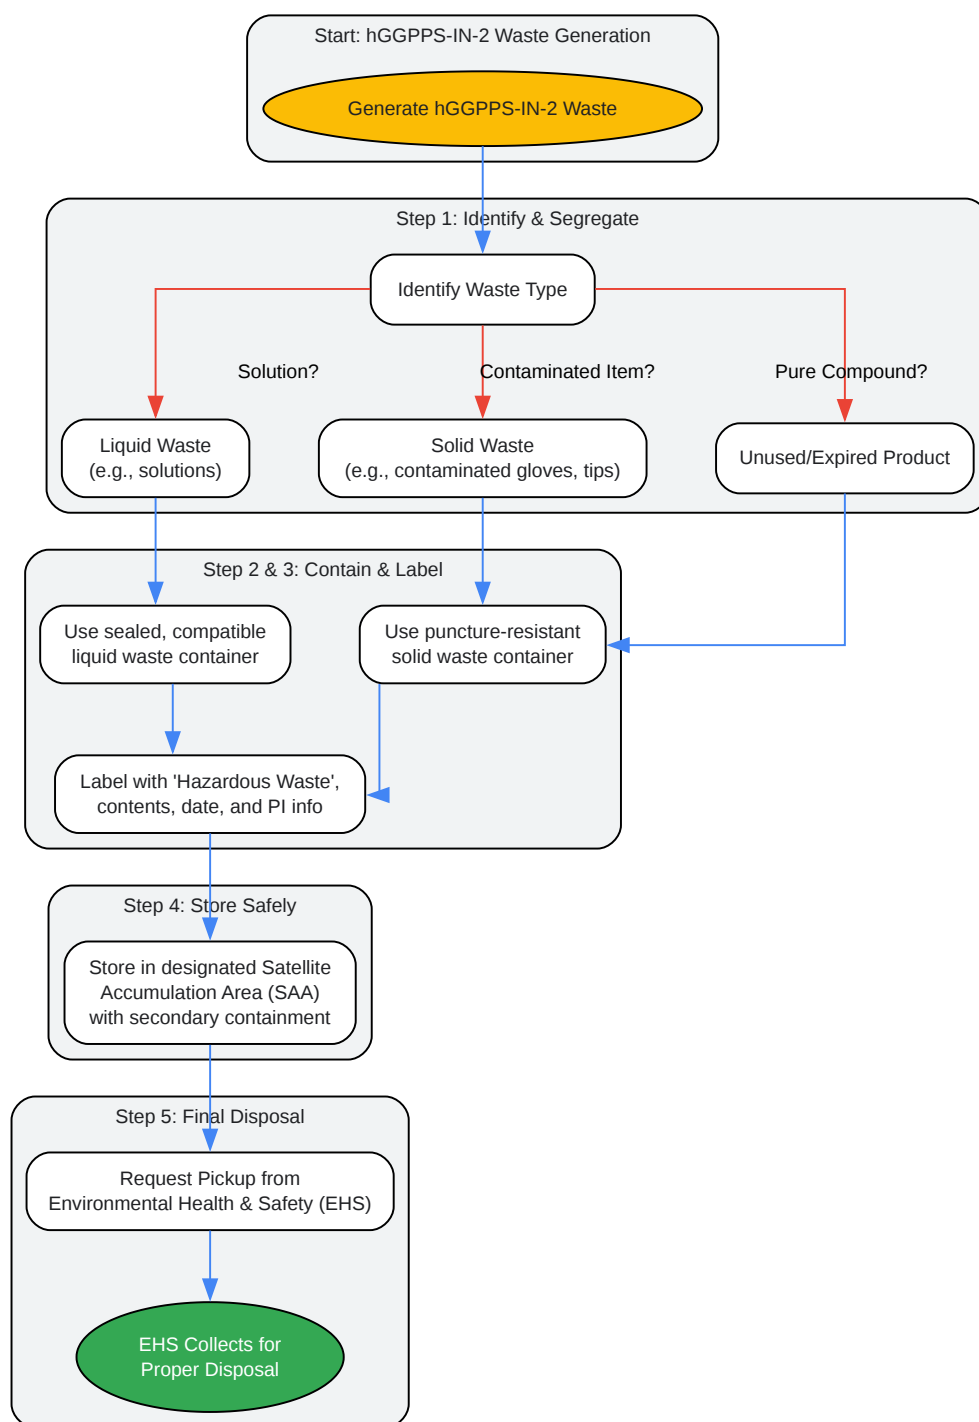 Start: hGGPPS-IN-2 Waste Generation
Generate hGGPPS-IN-2 Waste
Step 1: Identify & Segregate
Identify Waste Type
Solution?
Contaminated Item?
Pure Compound?
Liquid Waste
(e.g., solutions)
Solid Waste
(e.g., contaminated gloves, tips)
Unused/Expired Product
Step 2 & 3: Contain & Label
Use sealed, compatible
liquid waste container
Use puncture-resistant
solid waste container
Label with 'Hazardous Waste',
contents, date, and PI info
Step 4: Store Safely
Store in designated Satellite
Accumulation Area (SAA)
with secondary containment
Step 5: Final Disposal
Request Pickup from
Environmental Health & Safety (EHS)
EHS Collects for
Proper Disposal